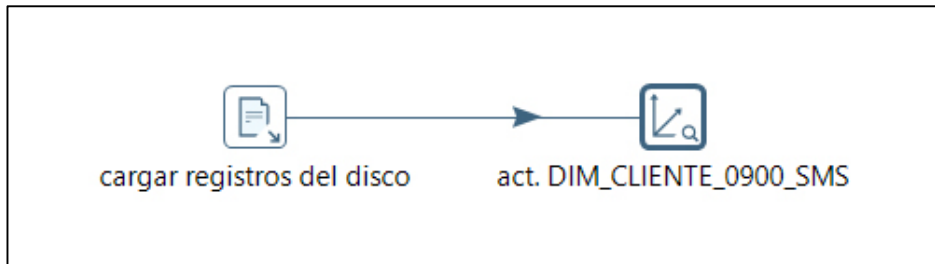 cargar registros del disco
act. DIM_CLIENTE_0900_SMS